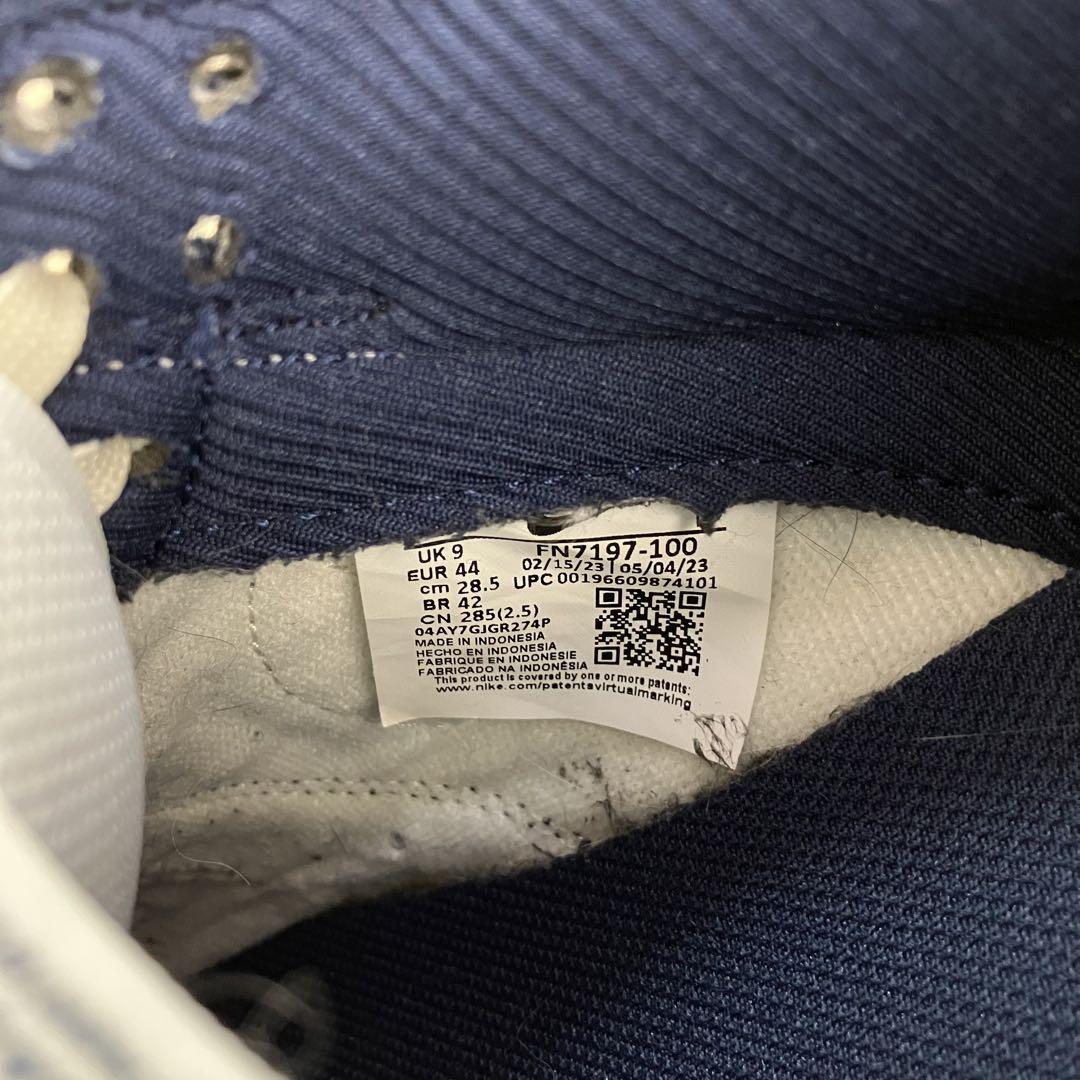 UK 9
FN7197-100
EUR 44
02/15/23 | 05/04/23
cm 28.5
UPC 00196609874101
BR 42
CN 285(2.5)
04AY7GJGR274P
MADE IN INDONESIA
HECHO EN INDONESIA
FABRIQUE EN INDONESIE
FABRICADO NA INDONÉSIA
This product is covered by one or more patents:
www.nike.com/patentsvirtualmarking